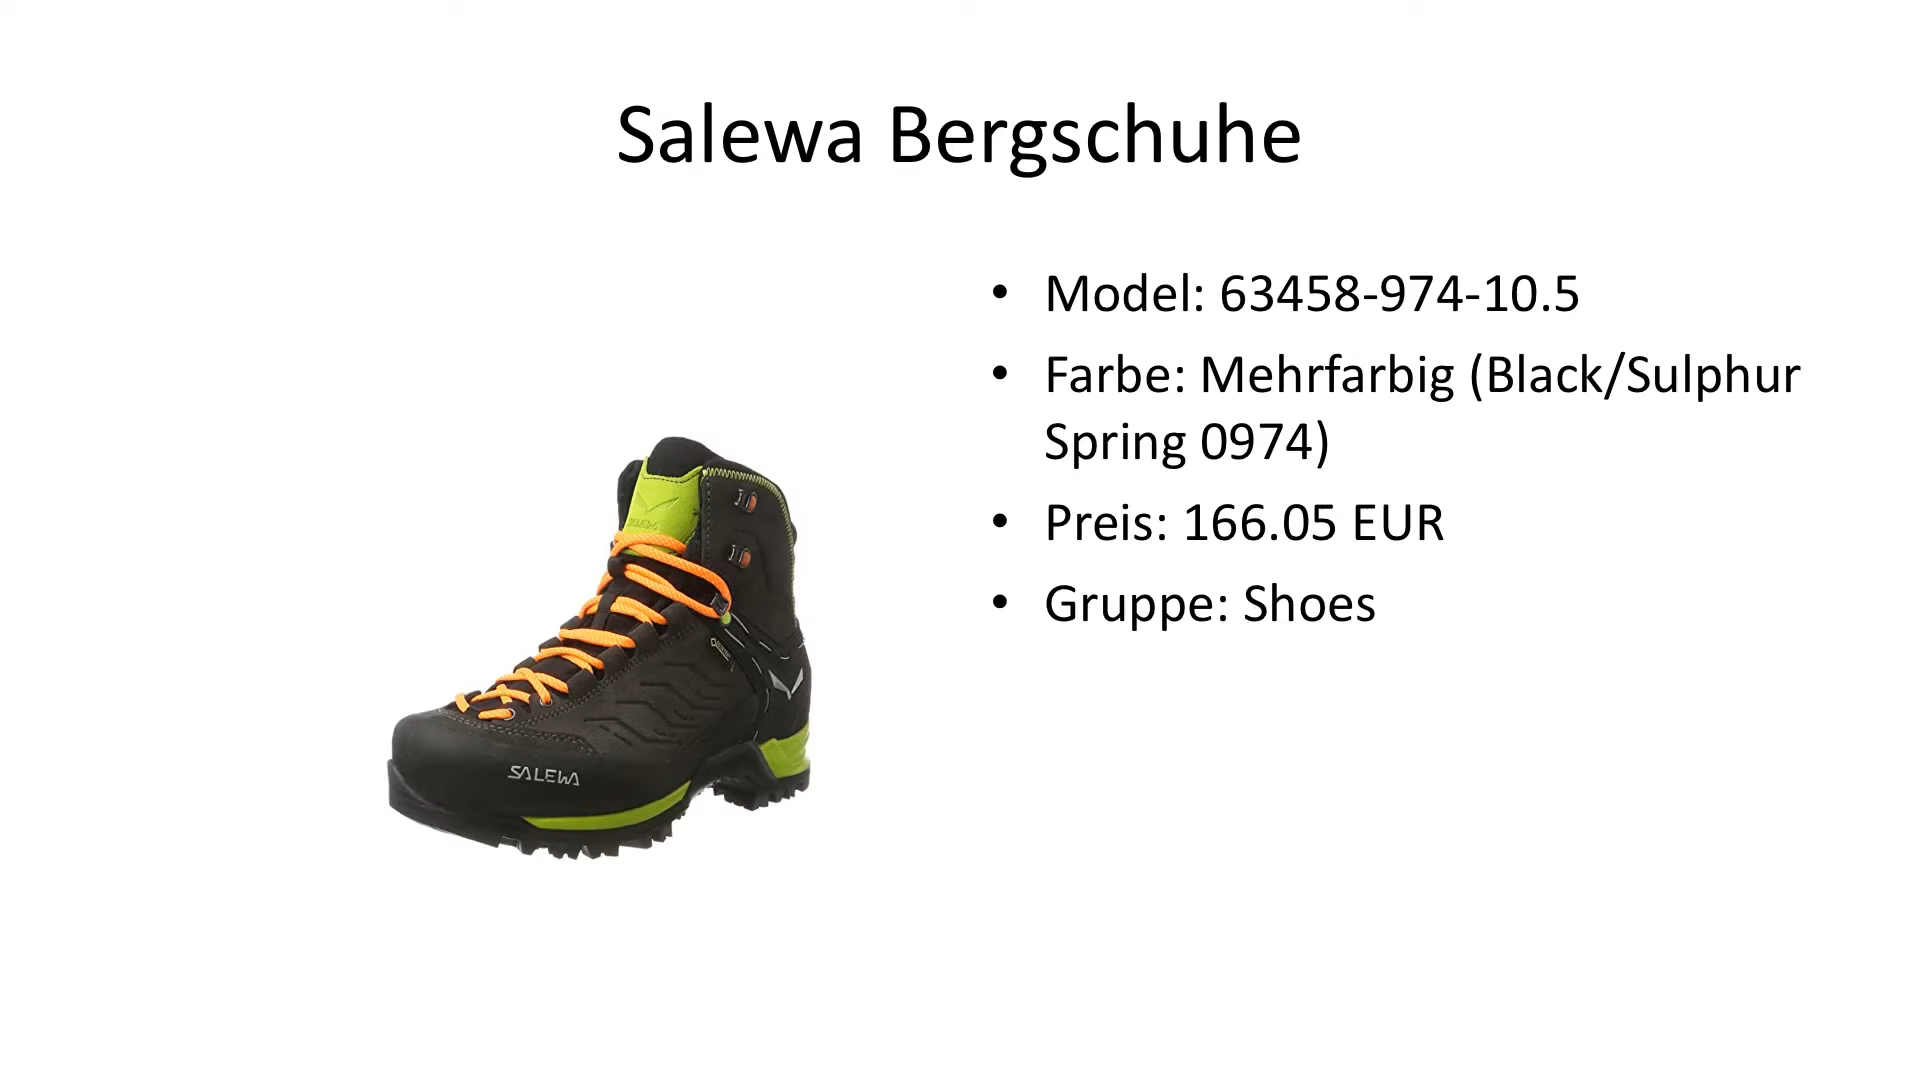 Salewa Bergschuhe
• Model: 63458-974-10.5
• Farbe: Mehrfarbig (Black/Sulphur
Spring 0974)
• Preis: 166.05 EUR
• Gruppe: Shoes
SALEWA
SALEWA